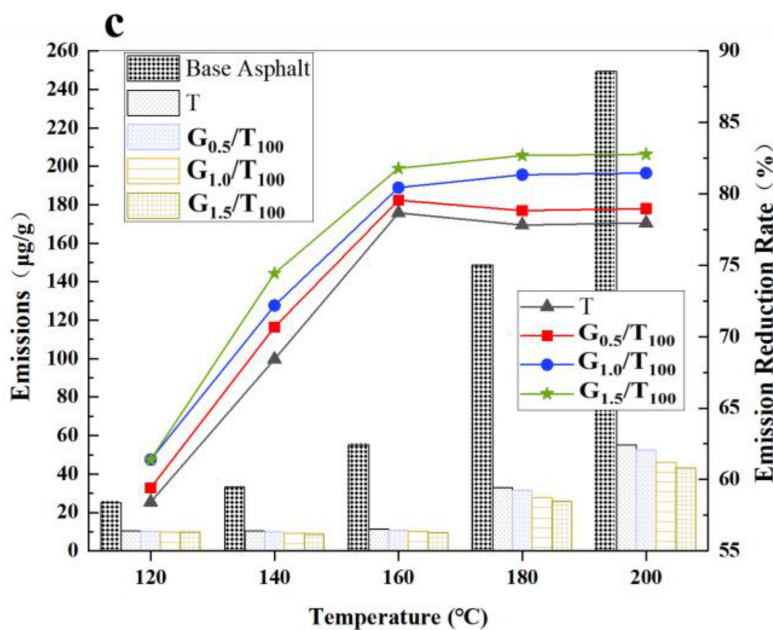 c
260
240
220
200
180
160
140
120
100
80
60
40
20
0
Emissions（μg/g）
Base Asphalt
T
G0.5/T100
G1.0/T100
G1.5/T100
T
G0.5/T100
G1.0/T100
G1.5/T100
90
85
80
75
70
65
60
55
Emission Reduction Rate（%）
120 140 160 180 200
Temperature (℃)